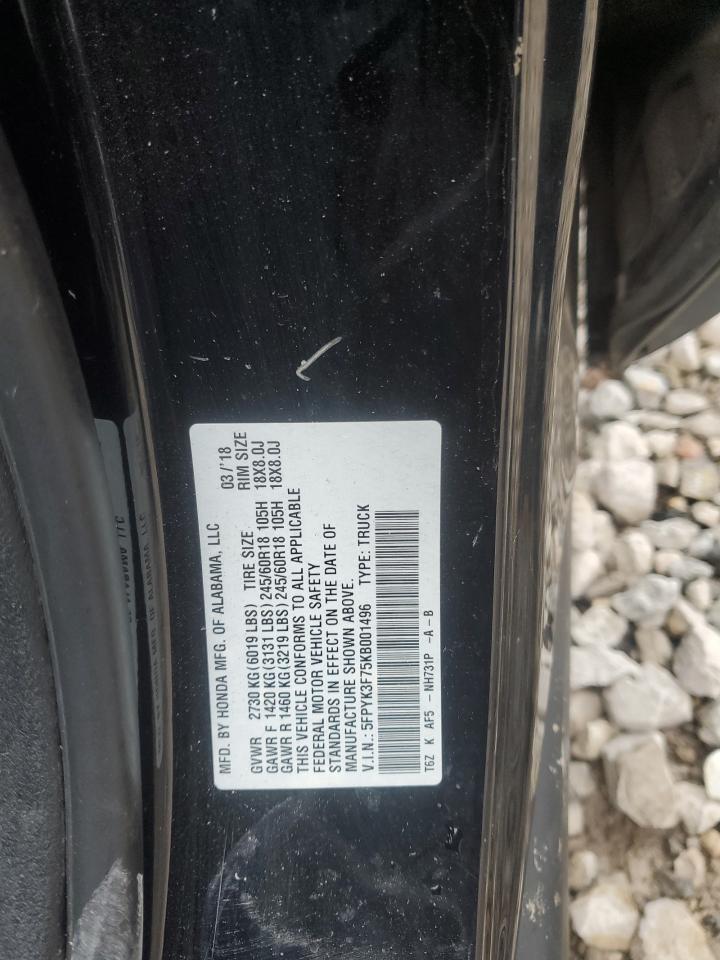 MFD. BY HONDA MFG. OF ALABAMA, LLC 03/'18
GVWR 2730 KG(6019 LBS) TIRE SIZE RIM SIZE
GAWR F 1420 KG(3131 LBS)245/60R18 105H 18X8.0J
GAWR R 1460 KG(3219 LBS)245/60R18 105H 18X8.0J
THIS VEHICLE CONFORMS TO ALL APPLICABLE
FEDERAL MOTOR VEHICLE SAFETY
STANDARDS IN EFFECT ON THE DATE OF
MANUFACTURE SHOWN ABOVE.
V.I.N.: 5FPYK3F75KB001496 TYPE: TRUCK
T6Z K AF5 -NH731P -A-B